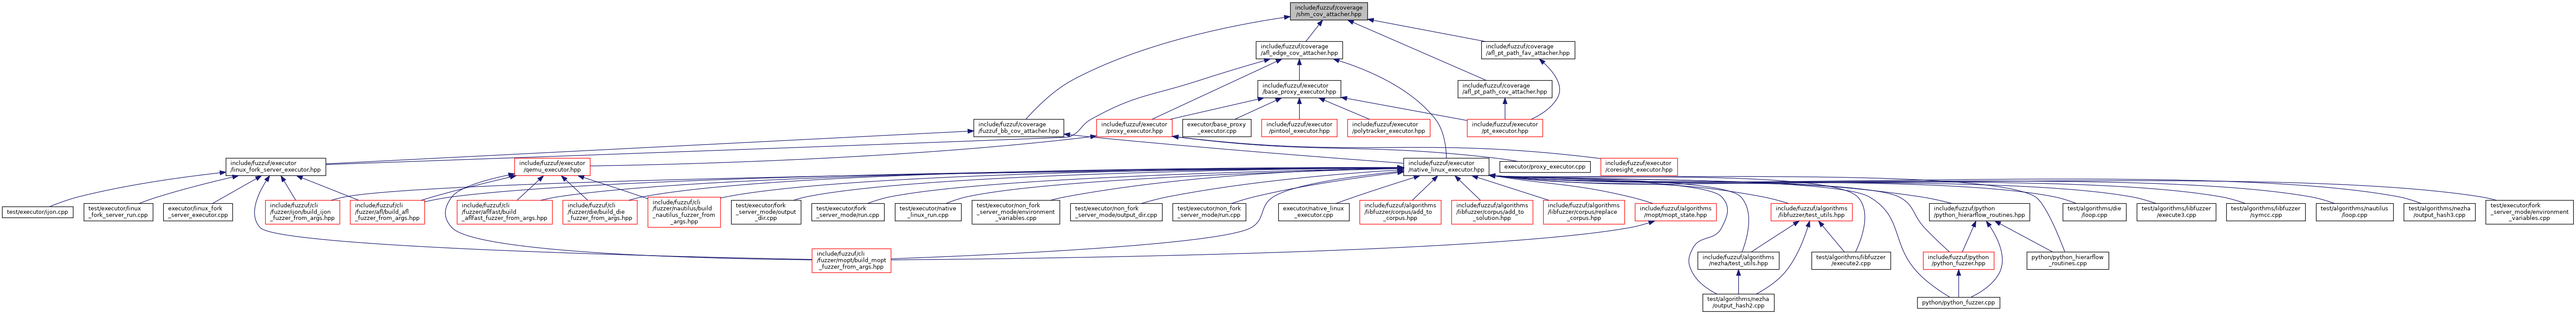 include/fuzzuf/coverage
/shm_cov_attacher.hpp
include/fuzzuf/coverage
/afl_edge_cov_attacher.hpp
include/fuzzuf/coverage
/afl_pt_path_fav_attacher.hpp
include/fuzzuf/executor
/base_proxy_executor.hpp
include/fuzzuf/coverage
/afl_pt_path_cov_attacher.hpp
include/fuzzuf/coverage
/fuzzuf_bb_cov_attacher.hpp
include/fuzzuf/executor
/proxy_executor.hpp
executor/base_proxy
_executor.cpp
include/fuzzuf/executor
/pintool_executor.hpp
include/fuzzuf/executor
/polytracker_executor.hpp
include/fuzzuf/executor
/pt_executor.hpp
include/fuzzuf/executor
/linux_fork_server_executor.hpp
include/fuzzuf/executor
/qemu_executor.hpp
include/fuzzuf/executor
/native_linux_executor.hpp
executor/proxy_executor.cpp
include/fuzzuf/executor
/coresight_executor.hpp
test/executor/ijon.cpp
test/executor/linux
_fork_server_run.cpp
executor/linux_fork
_server_executor.cpp
include/fuzzuf/cli
/fuzzer/ijon/build_ijon
_fuzzer_from_args.hpp
include/fuzzuf/cli
/fuzzer/afl/build_afl
_fuzzer_from_args.hpp
include/fuzzuf/cli
/fuzzer/aflfast/build
_aflfast_fuzzer_from_args.hpp
include/fuzzuf/cli
/fuzzer/die/build_die
_fuzzer_from_args.hpp
include/fuzzuf/cli
/fuzzer/nautilus/build
_nautilus_fuzzer_from
_args.hpp
test/executor/fork
_server_mode/output
_dir.cpp
test/executor/fork
_server_mode/run.cpp
test/executor/native
_linux_run.cpp
test/executor/non_fork
_server_mode/environment
_variables.cpp
test/executor/non_fork
_server_mode/output_dir.cpp
test/executor/non_fork
_server_mode/run.cpp
executor/native_linux
_executor.cpp
include/fuzzuf/algorithms
/libfuzzer/corpus/add_to
_corpus.hpp
include/fuzzuf/algorithms
/libfuzzer/corpus/add_to
_solution.hpp
include/fuzzuf/algorithms
/libfuzzer/corpus/replace
_corpus.hpp
include/fuzzuf/algorithms
/mopt/mopt_state.hpp
include/fuzzuf/algorithms
/libfuzzer/test_utils.hpp
include/fuzzuf/python
/python_hierarflow_routines.hpp
test/algorithms/die
/loop.cpp
test/algorithms/libfuzzer
/execute3.cpp
test/algorithms/libfuzzer
/symcc.cpp
test/algorithms/nautilus
/loop.cpp
test/algorithms/nezha
/output_hash3.cpp
test/executor/fork
_server_mode/environment
_variables.cpp
include/fuzzuf/cli
/fuzzer/mopt/build_mopt
_fuzzer_from_args.hpp
include/fuzzuf/algorithms
/nezha/test_utils.hpp
test/algorithms/libfuzzer
/execute2.cpp
include/fuzzuf/python
/python_fuzzer.hpp
python/python_hierarflow
_routines.cpp
test/algorithms/nezha
/output_hash2.cpp
python/python_fuzzer.cpp